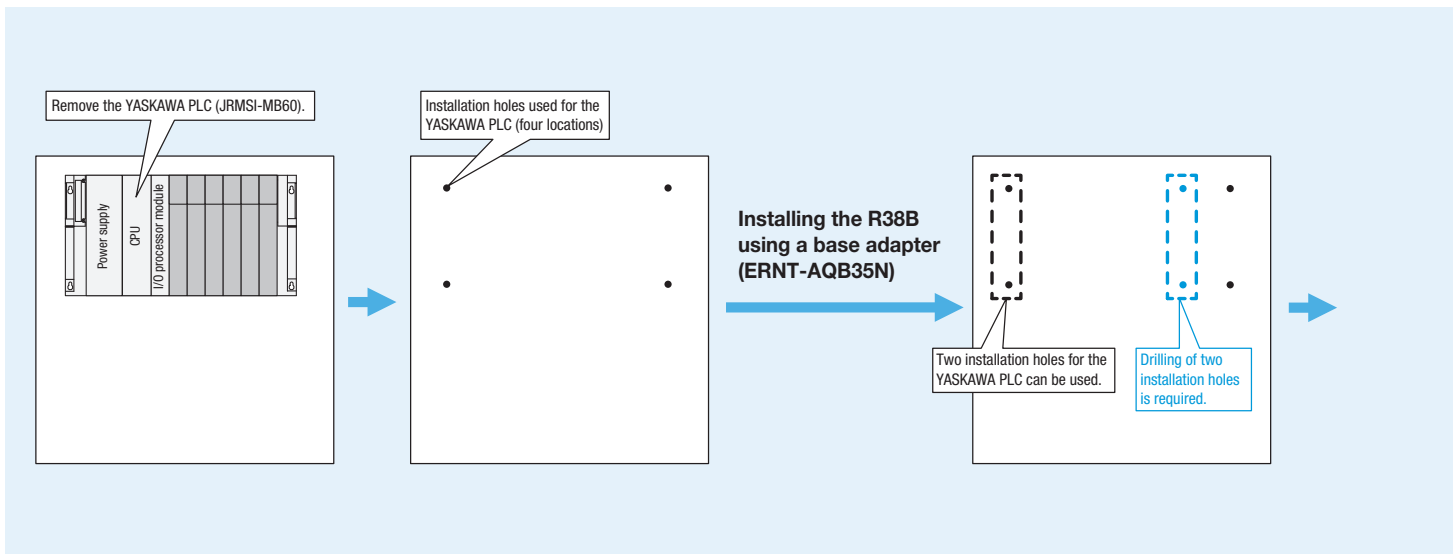 Remove the YASKAWA PLC (JRMSI-MB60).
Power supply
CPU
I/O processor module
Installation holes used for the
YASKAWA PLC (four locations)
Installing the R38B
using a base adapter
(ERNT-AQB35N)
Two installation holes for the
YASKAWA PLC can be used.
Drilling of two
installation holes
is required.